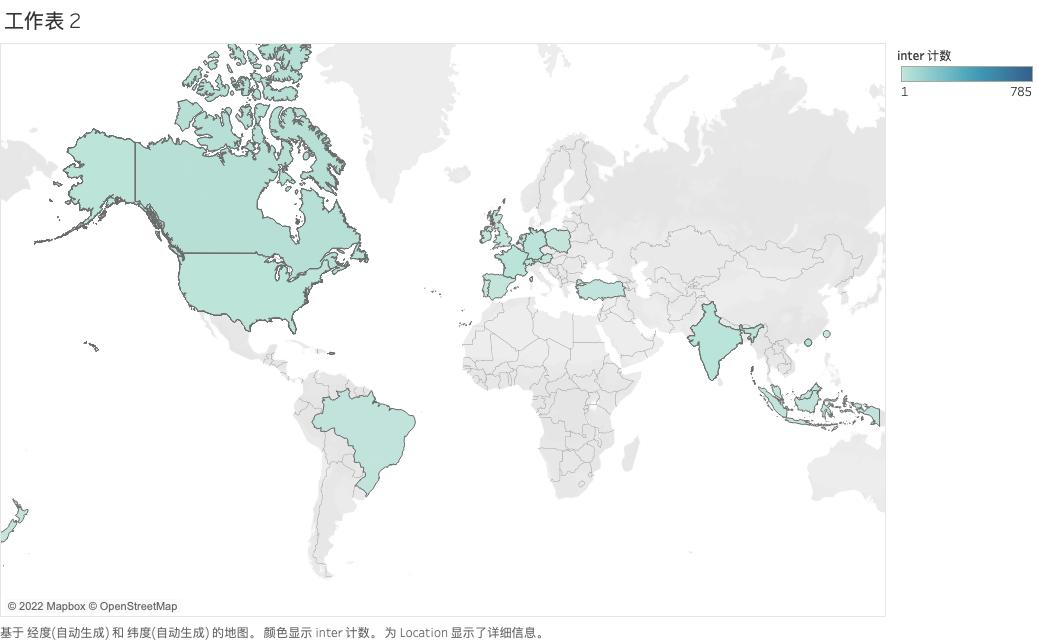 工作表 2
inter 计数
1 785
© 2022 Mapbox © OpenStreetMap
基于 经度(自动生成) 和 纬度(自动生成) 的地图。 颜色显示 inter 计数。 为 Location 显示了详细信息。